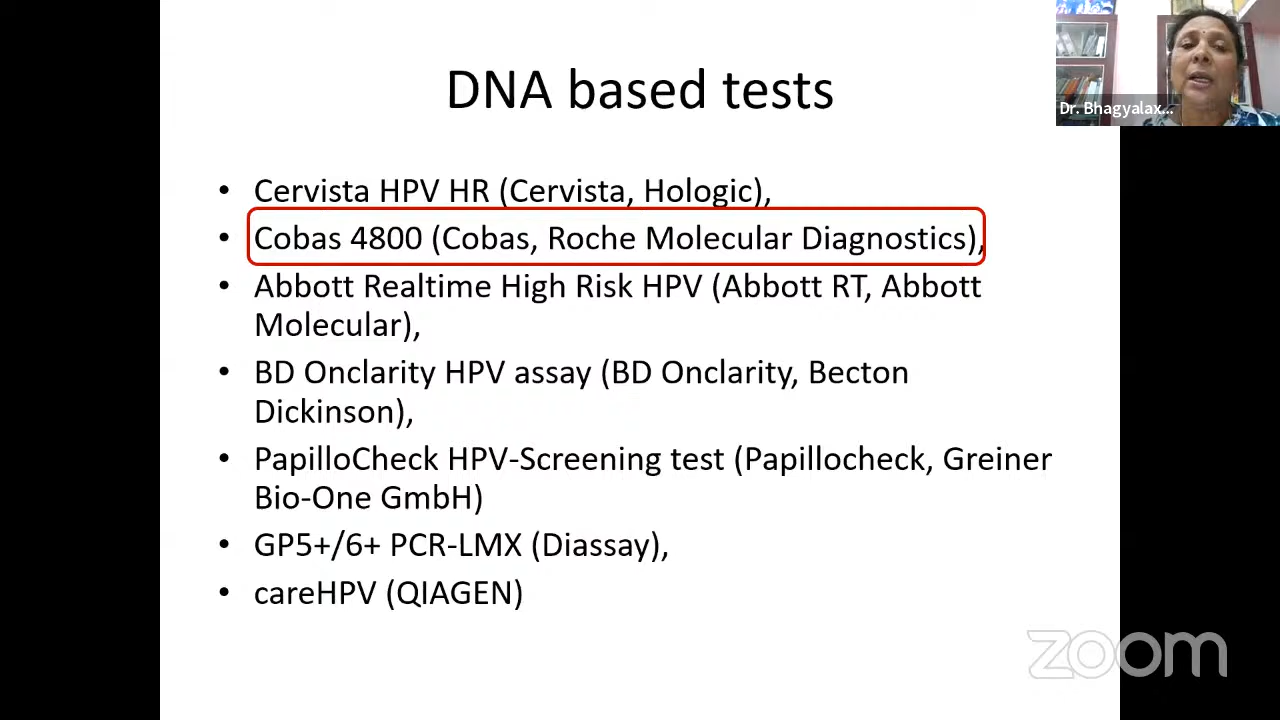 DNA based tests
Dr. Bhagyalax...
• Cervista HPV HR (Cervista, Hologic),
• Cobas 4800 (Cobas, Roche Molecular Diagnostics),
• Abbott Realtime High Risk HPV (Abbott RT, Abbott
Molecular),
• BD Onclarity HPV assay (BD Onclarity, Becton
Dickinson),
• PapilloCheck HPV-Screening test (Papillocheck, Greiner
Bio-One GmbH)
• GP5+/6+ PCR-LMX (Diassay),
• careHPV (QIAGEN)
zoom